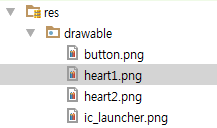 res
drawable
button.png
heart1.png
heart2.png
ic_launcher.png